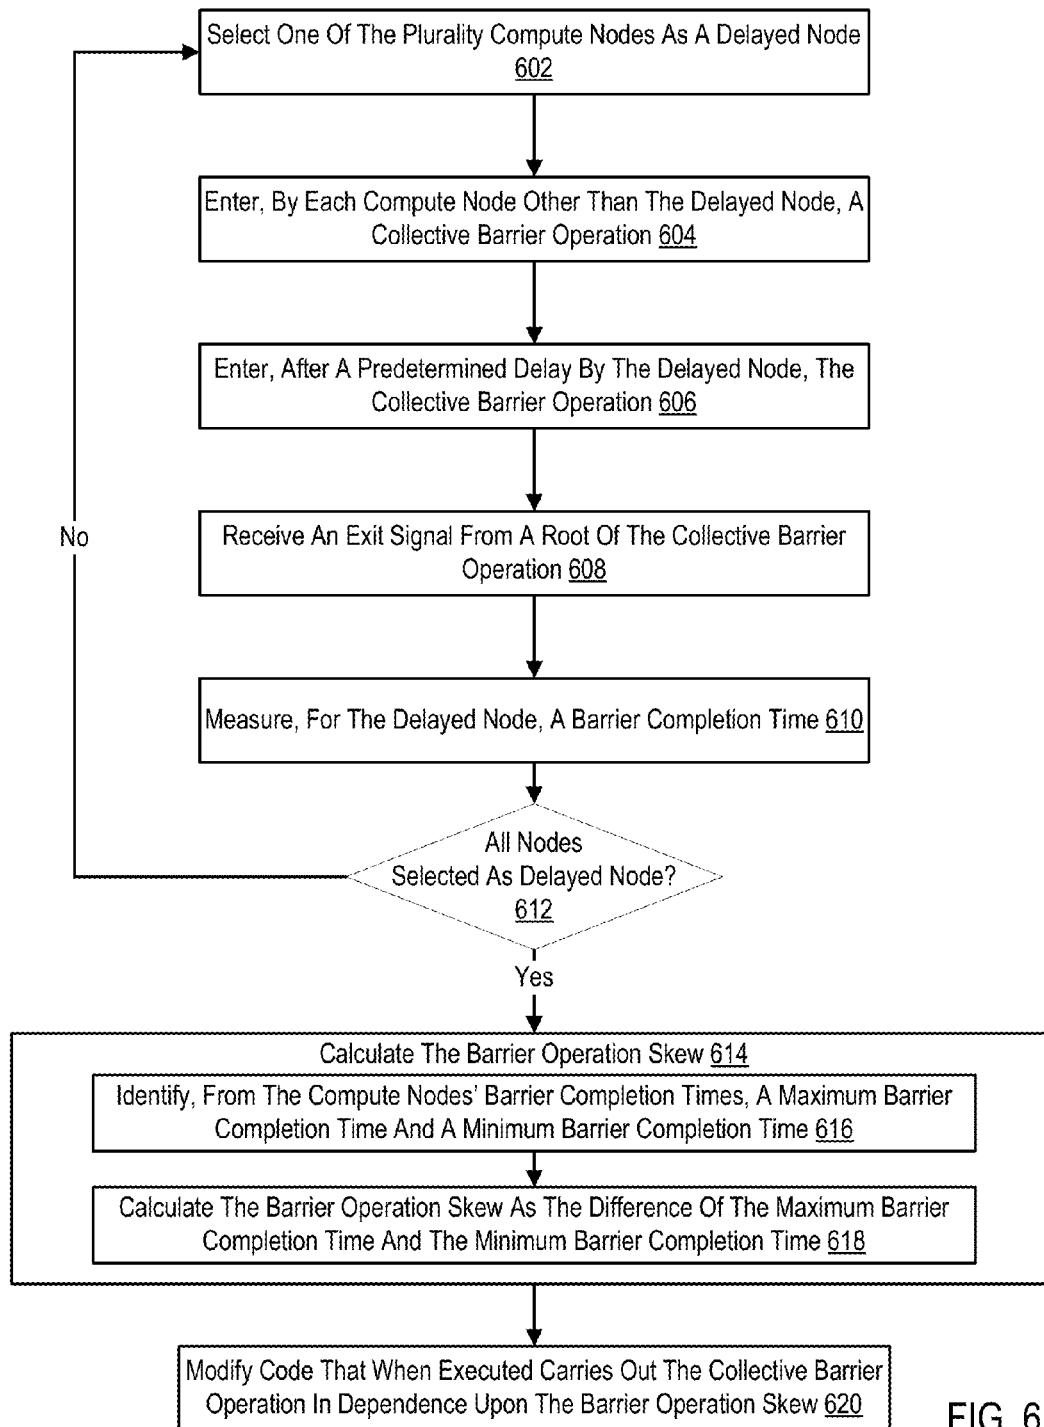 Select One Of The Plurality Compute Nodes As A Delayed Node
602
Enter, By Each Compute Node Other Than The Delayed Node, A
Collective Barrier Operation 604
Enter, After A Predetermined Delay By The Delayed Node, The
Collective Barrier Operation 606
Receive An Exit Signal From A Root Of The Collective Barrier
Operation 608
No
Measure, For The Delayed Node, A Barrier Completion Time 610
All Nodes
Selected As Delayed Node?
612
Yes
Calculate The Barrier Operation Skew 614
Identify, From The Compute Nodes' Barrier Completion Times, A Maximum Barrier
Completion Time And A Minimum Barrier Completion Time 616
Calculate The Barrier Operation Skew As The Difference Of The Maximum Barrier
Completion Time And The Minimum Barrier Completion Time 618
Modify Code That When Executed Carries Out The Collective Barrier
Operation In Dependence Upon The Barrier Operation Skew 620
FIG. 6